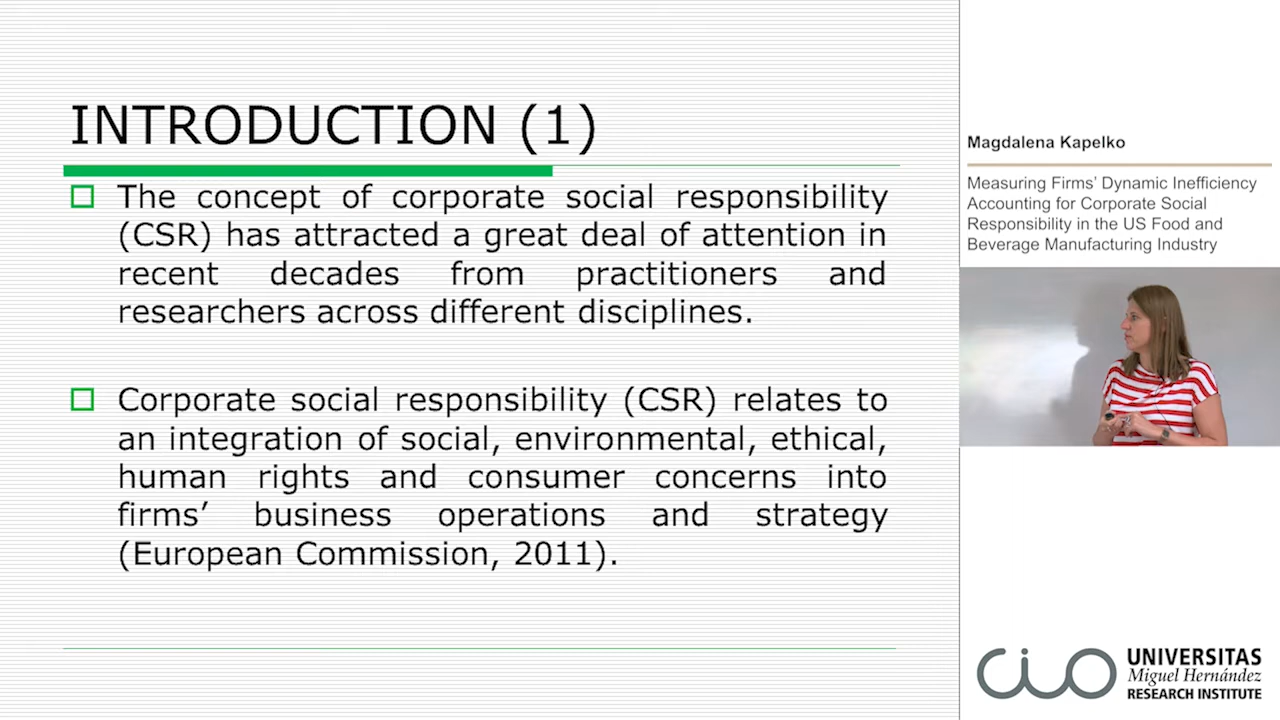 INTRODUCTION (1)
The concept of corporate social responsibility
(CSR) has attracted a great deal of attention in
recent decades from practitioners and
researchers across different disciplines.
Corporate social responsibility (CSR) relates to
an integration of social, environmental, ethical,
human rights and consumer concerns into
firms’ business operations and strategy
(European Commission, 2011).
Magdalena Kapelko
Measuring Firms’ Dynamic Inefficiency
Accounting for Corporate Social
Responsibility in the US Food and
Beverage Manufacturing Industry
cio
UNIVERSITAS
Miguel Hernández
RESEARCH INSTITUTE